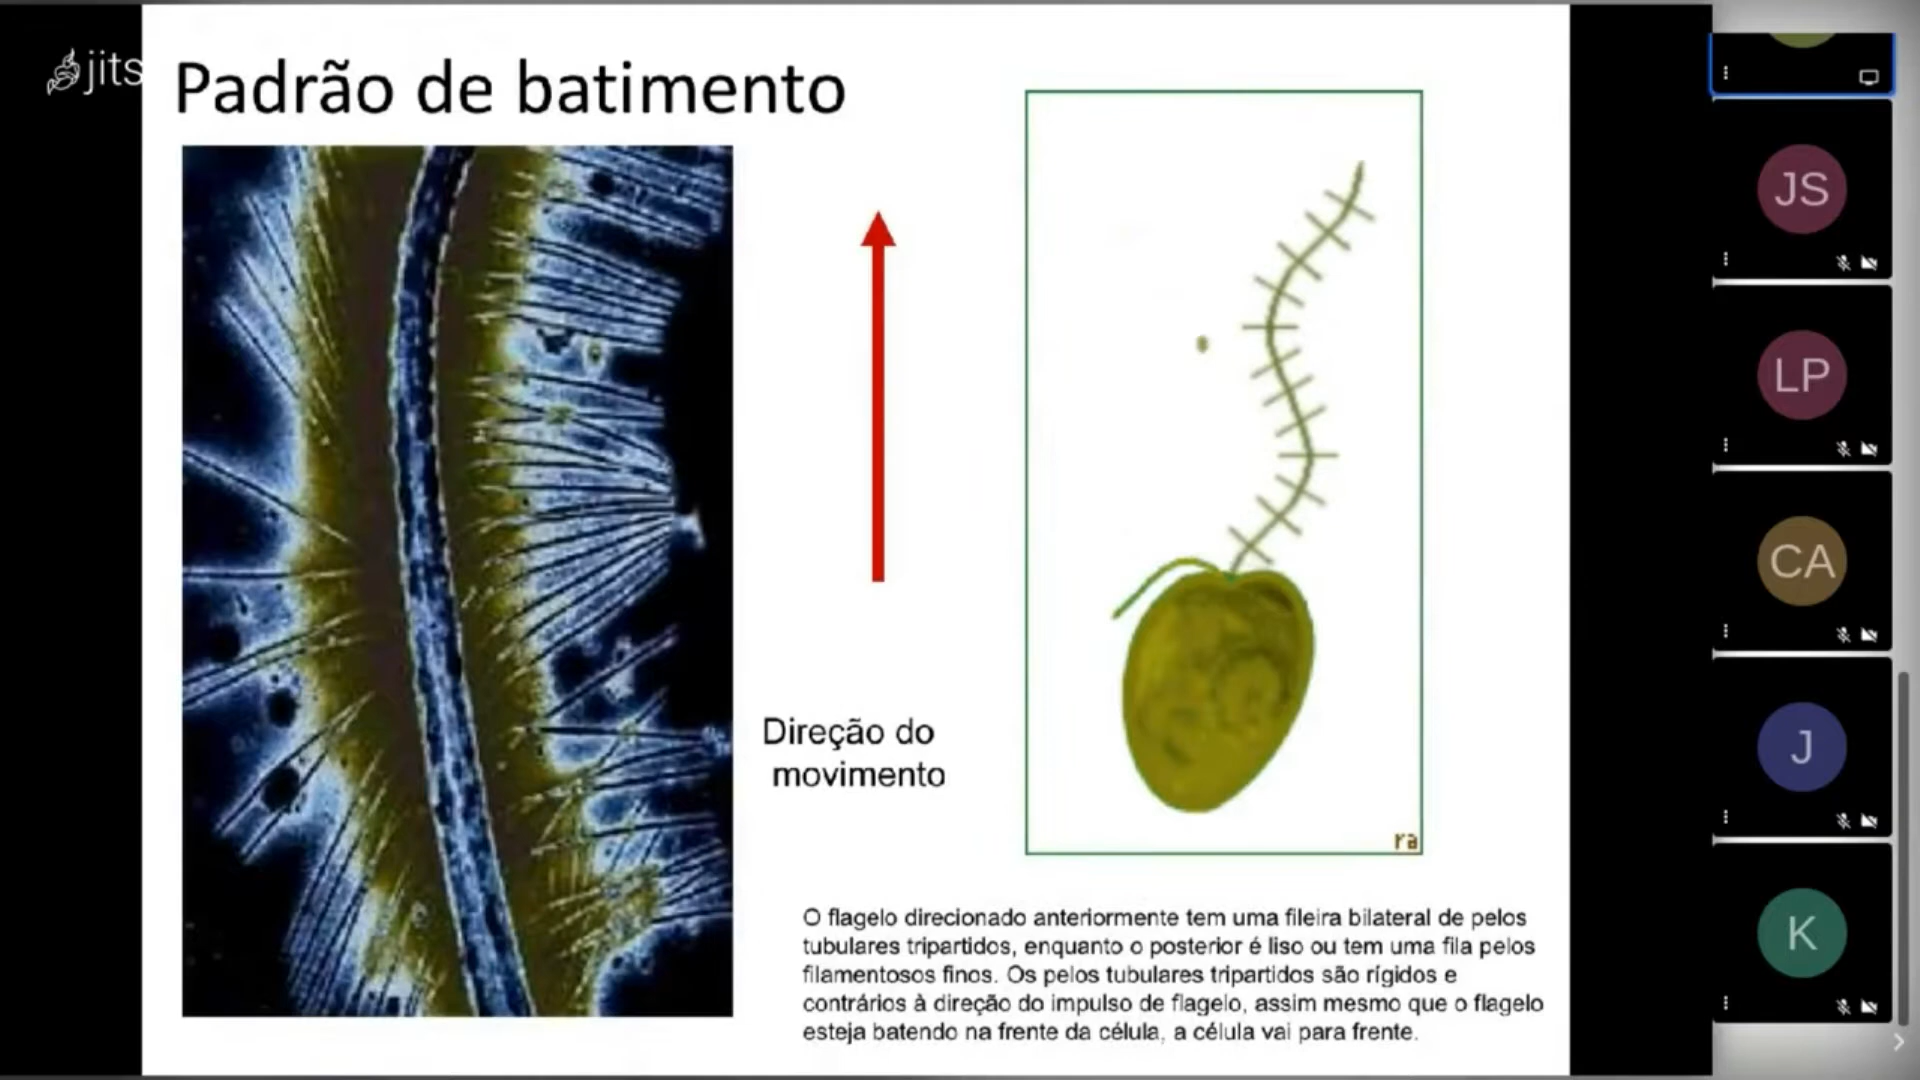 jits
Padrão de batimento
Direção do
movimento
ra
O flagelo direcionado anteriormente tem uma fileira bilateral de pelos
tubulares tripartidos, enquanto o posterior é liso ou tem uma fila pelos
filamentosos finos. Os pelos tubulares tripartidos são rígidos e
contrários à direção do impulso de flagelo, assim mesmo que o flagelo
esteja batendo na frente da célula, a célula vai para frente.
JS
LP
CA
J
K